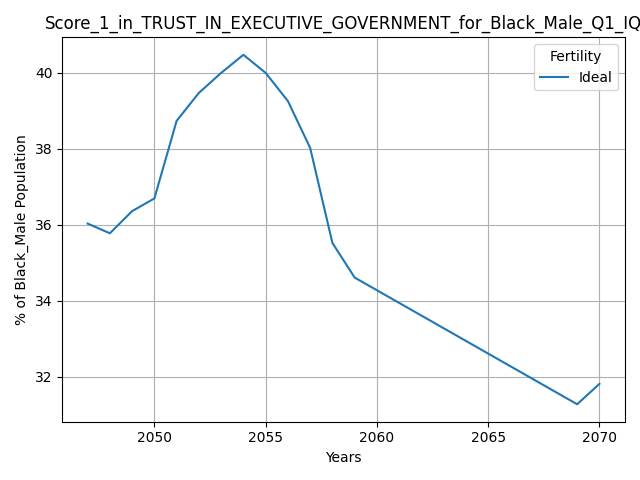 Score_1_in_TRUST_IN_EXECUTIVE_GOVERNMENT_for_Black_Male_Q1_IQ
Fertility
Ideal
% of Black_Male Population
40
38
36
34
32
2050
2055
2060
2065
2070
Years